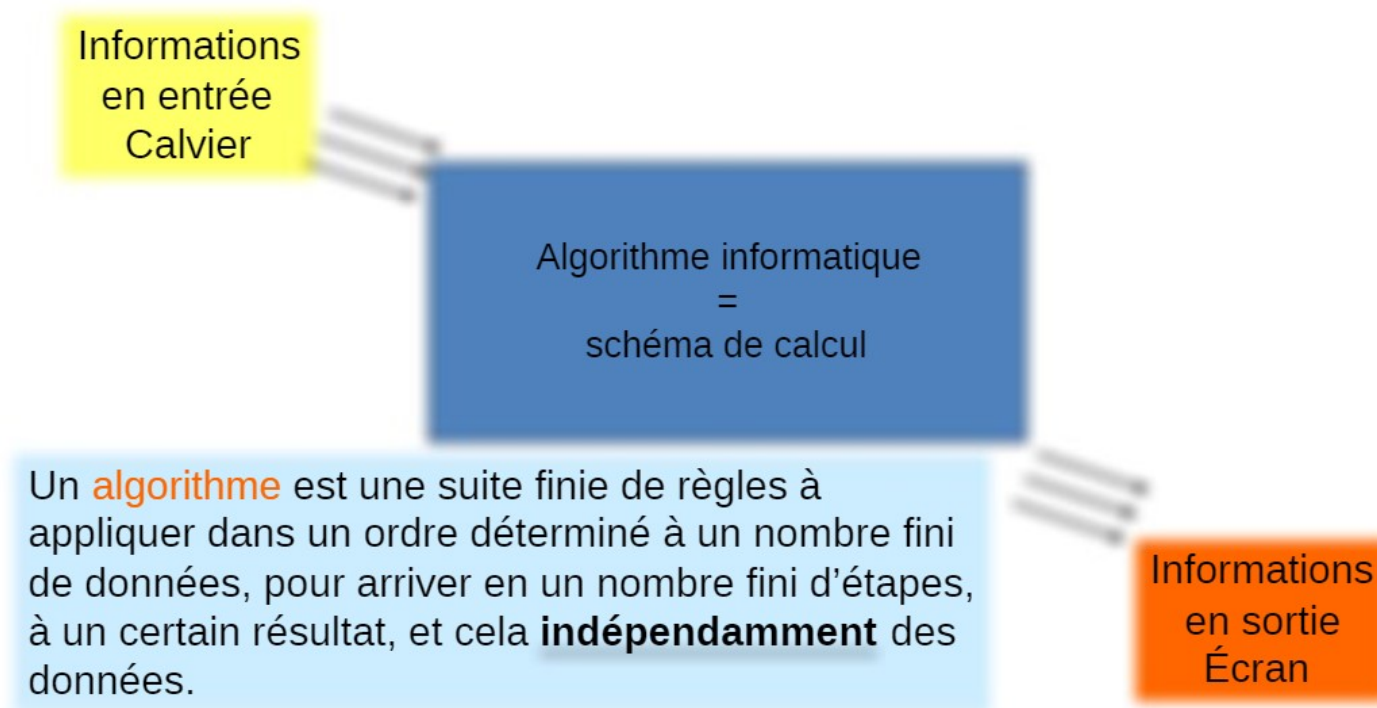 Informations
en entrée
Calvier
Algorithme informatique
=
schéma de calcul
Un algorithme est une suite finie de règles à
appliquer dans un ordre déterminé à un nombre fini
de données, pour arriver en un nombre fini d’étapes,
à un certain résultat, et cela indépendamment des
données.
Informations
en sortie
Écran